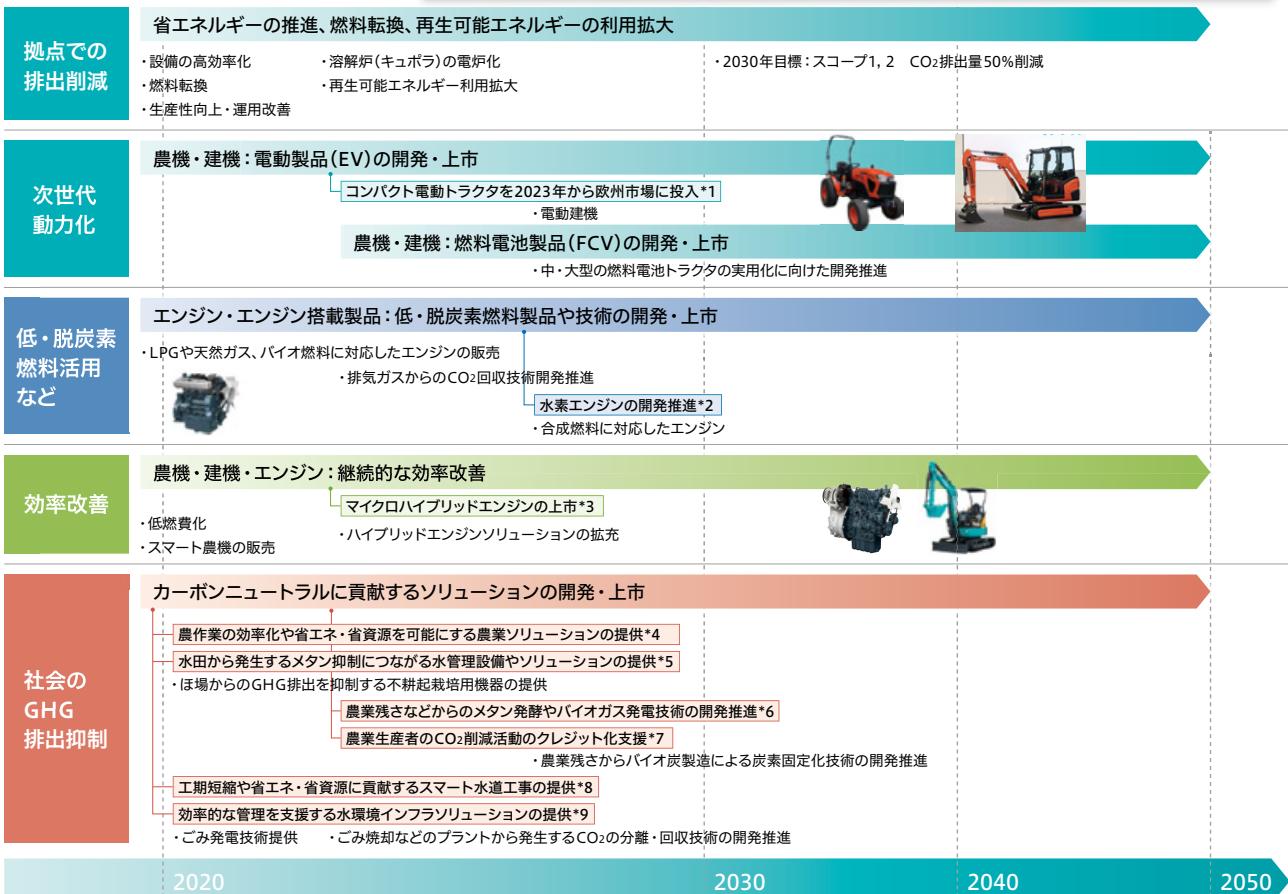 拠点での
排出削減
省エネルギーの推進、燃料転換、再生可能エネルギーの利用拡大
・設備の高効率化
・燃料転換
・生産性向上・運用改善
・溶解炉(キュポラ)の電炉化
・再生可能エネルギー利用拡大
・2030年目標：スコープ1, 2　CO2排出量50%削減
次世代
動力化
農機・建機：電動製品(EV)の開発・上市
コンパクト電動トラクタを2023年から欧州市場に投入*1
・電動建機
農機・建機：燃料電池製品(FCV)の開発・上市
・中・大型の燃料電池トラクタの実用化に向けた開発推進
低・脱炭素
燃料活用
など
エンジン・エンジン搭載製品：低・脱炭素燃料製品や技術の開発・上市
・LPGや天然ガス、バイオ燃料に対応したエンジンの販売
・排気ガスからのCO2回収技術開発推進
水素エンジンの開発推進*2
・合成燃料に対応したエンジン
効率改善
農機・建機・エンジン：継続的な効率改善
マイクロハイブリッドエンジンの上市*3
・低燃費化
・スマート農機の販売
・ハイブリッドエンジンソリューションの拡充
社会の
GHG
排出抑制
カーボンニュートラルに貢献するソリューションの開発・上市
農作業の効率化や省エネ・省資源を可能にする農業ソリューションの提供*4
水田から発生するメタン抑制につながる水管理設備やソリューションの提供*5
・ほ場からのGHG排出を抑制する不耕起栽培用機器の提供
農業残さなどからのメタン発酵やバイオガス発電技術の開発推進*6
農業生産者のCO2削減活動のクレジット化支援*7
・農業残さからバイオ炭製造による炭素固定化技術の開発推進
工期短縮や省エネ・省資源に貢献するスマート水道工事の提供*8
効率的な管理を支援する水環境インフラソリューションの提供*9
・ごみ発電技術提供
・ごみ焼却などのプラントから発生するCO2の分離・回収技術の開発推進
2020
2030
2040
2050